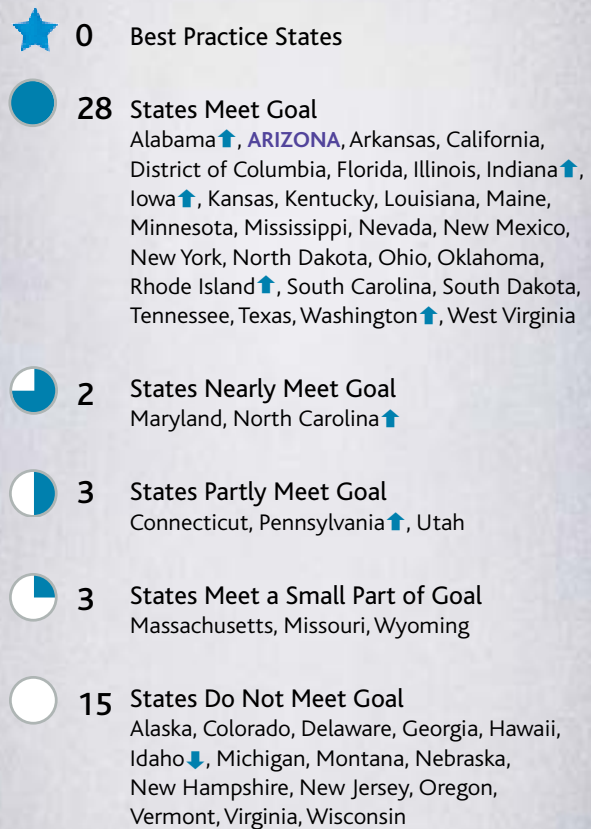 0 Best Practice States
28 States Meet Goal
Alabama⬆, ARIZONA, Arkansas, California,
District of Columbia, Florida, Illinois, Indiana⬆,
Iowa⬆, Kansas, Kentucky, Louisiana, Maine,
Minnesota, Mississippi, Nevada, New Mexico,
New York, North Dakota, Ohio, Oklahoma,
Rhode Island⬆, South Carolina, South Dakota,
Tennessee, Texas, Washington⬆, West Virginia
2 States Nearly Meet Goal
Maryland, North Carolina⬆
3 States Partly Meet Goal
Connecticut, Pennsylvania⬆, Utah
3 States Meet a Small Part of Goal
Massachusetts, Missouri, Wyoming
15 States Do Not Meet Goal
Alaska, Colorado, Delaware, Georgia, Hawaii,
Idaho⬇, Michigan, Montana, Nebraska,
New Hampshire, New Jersey, Oregon,
Vermont, Virginia, Wisconsin